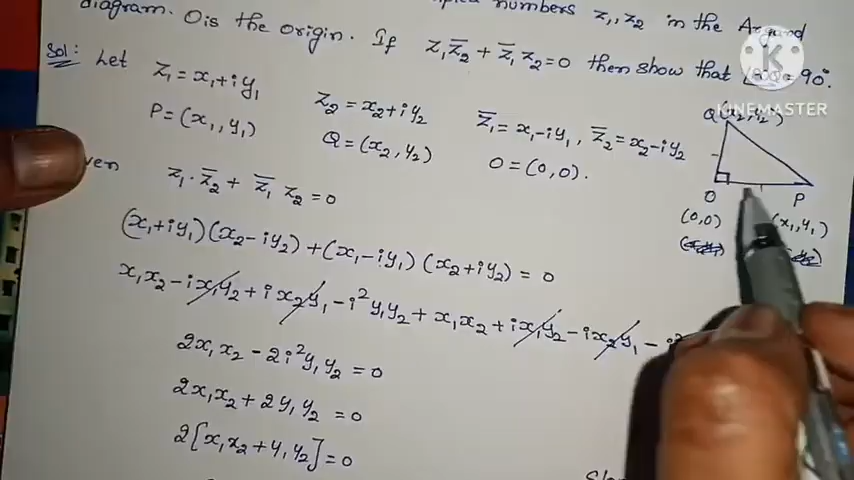 diagram. O is the origin. If z₁z̅₂ + z̅₁z₂ = 0 then show that = 90°.
numbers z₁, z₂ in the Argand
Sol: Let z₁ = x₁+iy₁ z₂ = x₂+iy₂ z̅₁ = x₁-iy₁, z̅₂ = x₂-iy₂
P = (x₁, y₁) Q = (x₂, y₂) O = (0,0).
z₁·z̅₂ + z̅₁ z₂ = 0
(x₁+iy₁)(x₂-iy₂) + (x₁-iy₁)(x₂+iy₂) = 0
x₁x₂ - ix₁y₂ + ix₂y₁ - i²y₁y₂ + x₁x₂ + ix₁y₂ - ix₂y₁ - i²
2x₁x₂ - 2i²y₁y₂ = 0
2x₁x₂ + 2y₁y₂ = 0
2[x₁x₂ + y₁y₂] = 0
Q
O P
(0,0) (x₁,y₁)
K
KINEMASTER